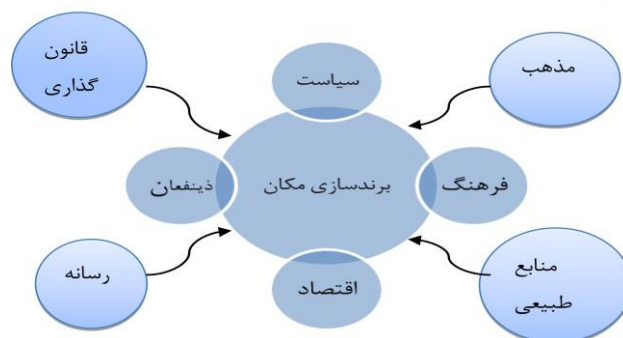 سیاست
مذهب
قانون
گذاری
فرهنگ
برندسازی مکان
ذینفعان
منابع
طبیعی
اقتصاد
رسانه